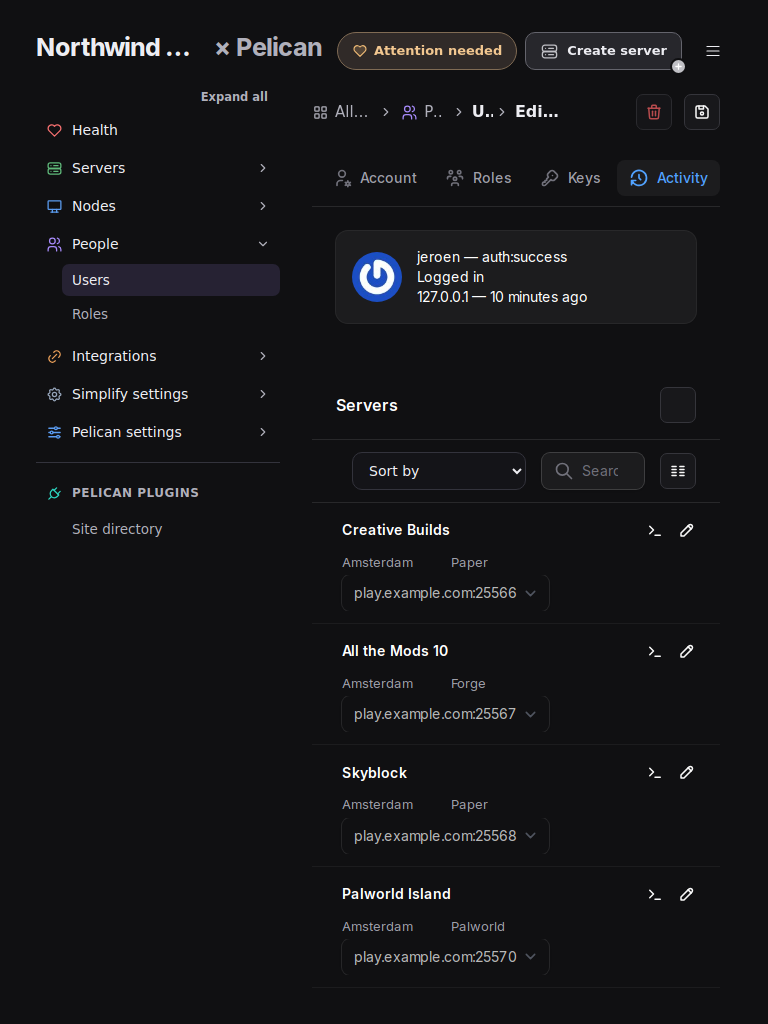 Northwind ... × Pelican
Attention needed
Create server
Expand all
Health
Servers
Nodes
People
Users
Roles
Integrations
Simplify settings
Pelican settings
PELICAN PLUGINS
Site directory
All... > P.. > U.. > Edi...
Account
Roles
Keys
Activity
jeroen — auth:success
Logged in
127.0.0.1 — 10 minutes ago
Servers
Sort by
Searc
Creative Builds
Amsterdam Paper
play.example.com:25566
All the Mods 10
Amsterdam Forge
play.example.com:25567
Skyblock
Amsterdam Paper
play.example.com:25568
Palworld Island
Amsterdam Palworld
play.example.com:25570